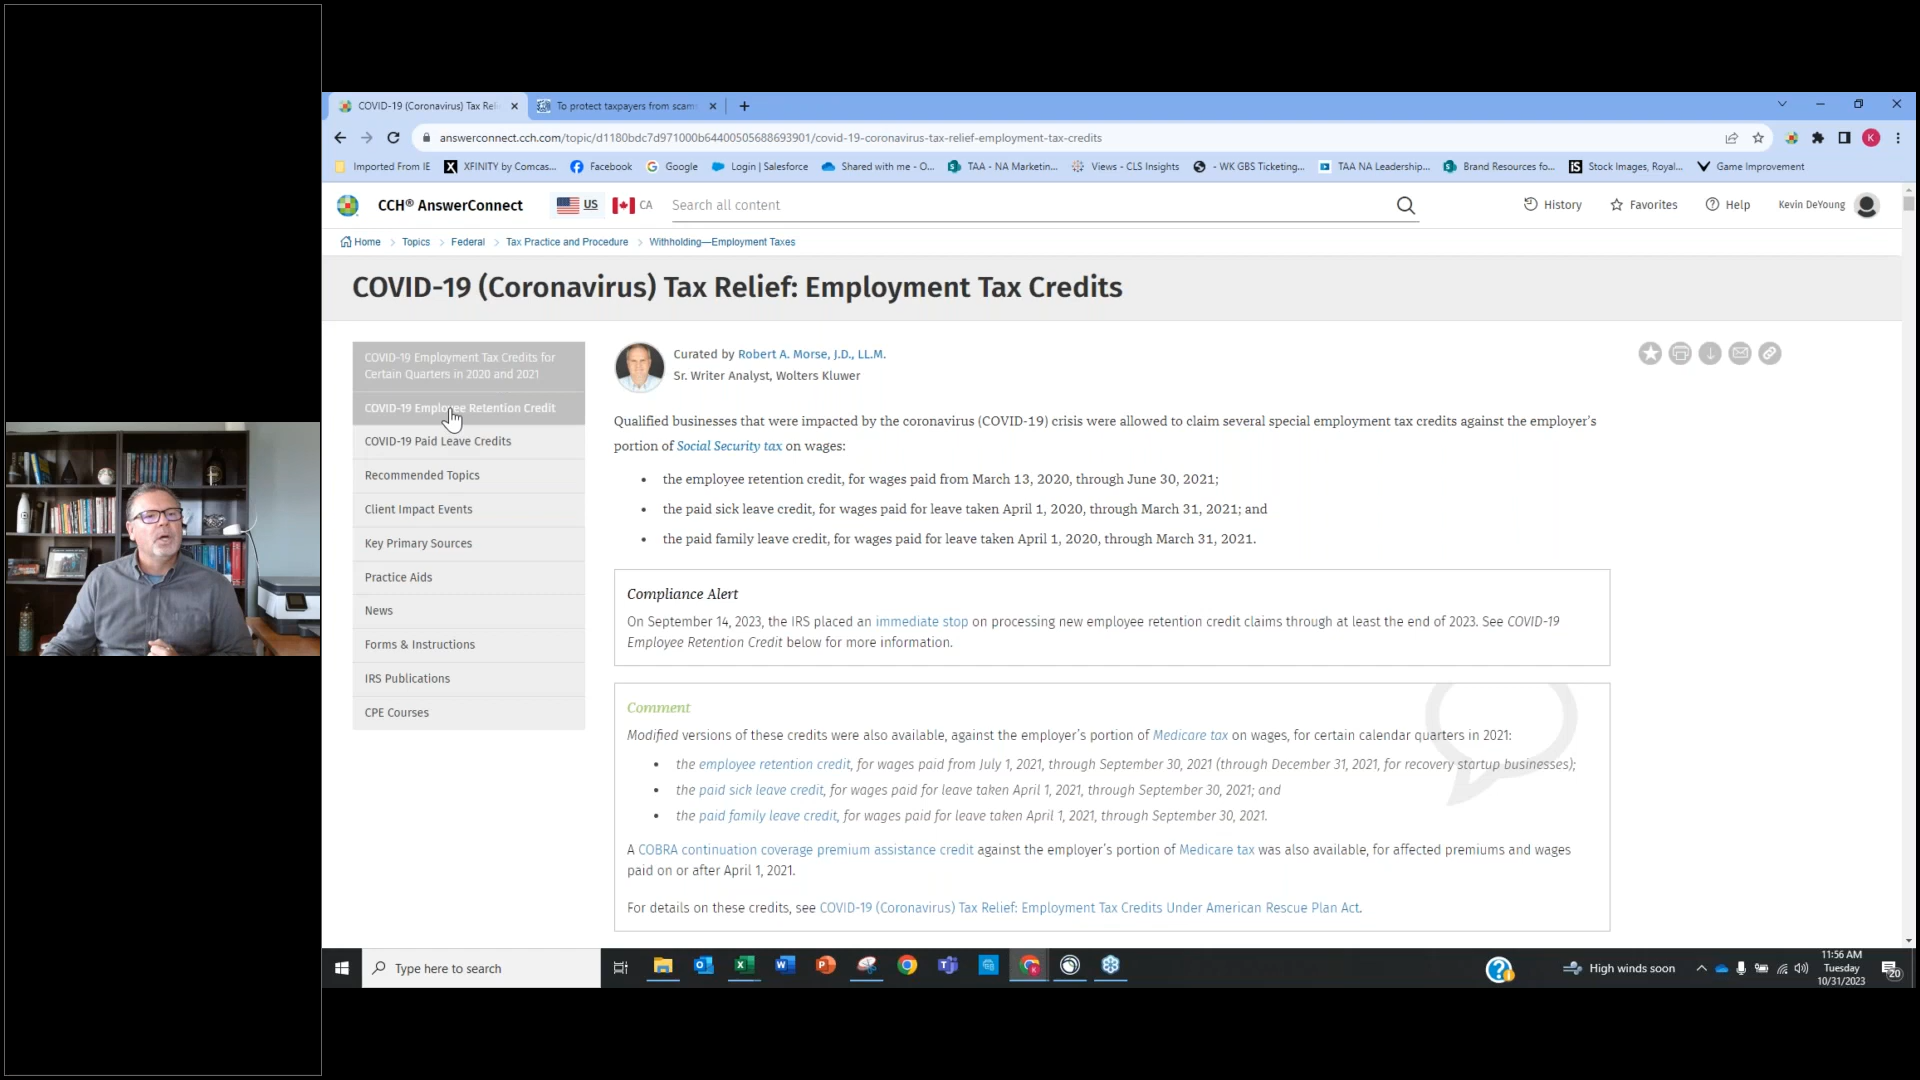 COVID-19 (Coronavirus) Tax Reli
To protect taxpayers from scam
answerconnect.cch.com/topic/d1180bdc7d971000b64400505688693901/covid-19-coronavirus-tax-relief-employment-tax-credits
K
Imported From IE
XFINITY by Comcas...
Facebook
Google
Login | Salesforce
Shared with me - O...
TAA - NA Marketin...
Views - CLS Insights
- WK GBS Ticketing...
TAA NA Leadership...
Brand Resources fo...
Stock Images, Royal...
Game Improvement
CCH® AnswerConnect
US
CA
Search all content
History
Favorites
Help
Kevin DeYoung
Home > Topics > Federal > Tax Practice and Procedure > Withholding—Employment Taxes
COVID-19 (Coronavirus) Tax Relief: Employment Tax Credits
COVID-19 Employment Tax Credits for
Certain Quarters in 2020 and 2021
COVID-19 Employee Retention Credit
COVID-19 Paid Leave Credits
Recommended Topics
Client Impact Events
Key Primary Sources
Practice Aids
News
Forms & Instructions
IRS Publications
CPE Courses
Curated by Robert A. Morse, J.D., LL.M.
Sr. Writer Analyst, Wolters Kluwer
Qualified businesses that were impacted by the coronavirus (COVID-19) crisis were allowed to claim several special employment tax credits against the employer's
portion of Social Security tax on wages:
• the employee retention credit, for wages paid from March 13, 2020, through June 30, 2021;
• the paid sick leave credit, for wages paid for leave taken April 1, 2020, through March 31, 2021; and
• the paid family leave credit, for wages paid for leave taken April 1, 2020, through March 31, 2021.
Compliance Alert
On September 14, 2023, the IRS placed an immediate stop on processing new employee retention credit claims through at least the end of 2023. See COVID-19
Employee Retention Credit below for more information.
Comment
Modified versions of these credits were also available, against the employer's portion of Medicare tax on wages, for certain calendar quarters in 2021:
• the employee retention credit, for wages paid from July 1, 2021, through September 30, 2021 (through December 31, 2021, for recovery startup businesses);
• the paid sick leave credit, for wages paid for leave taken April 1, 2021, through September 30, 2021; and
• the paid family leave credit, for wages paid for leave taken April 1, 2021, through September 30, 2021.
A COBRA continuation coverage premium assistance credit against the employer's portion of Medicare tax was also available, for affected premiums and wages
paid on or after April 1, 2021.
For details on these credits, see COVID-19 (Coronavirus) Tax Relief: Employment Tax Credits Under American Rescue Plan Act.
Type here to search
High winds soon
11:56 AM
Tuesday
10/31/2023
20